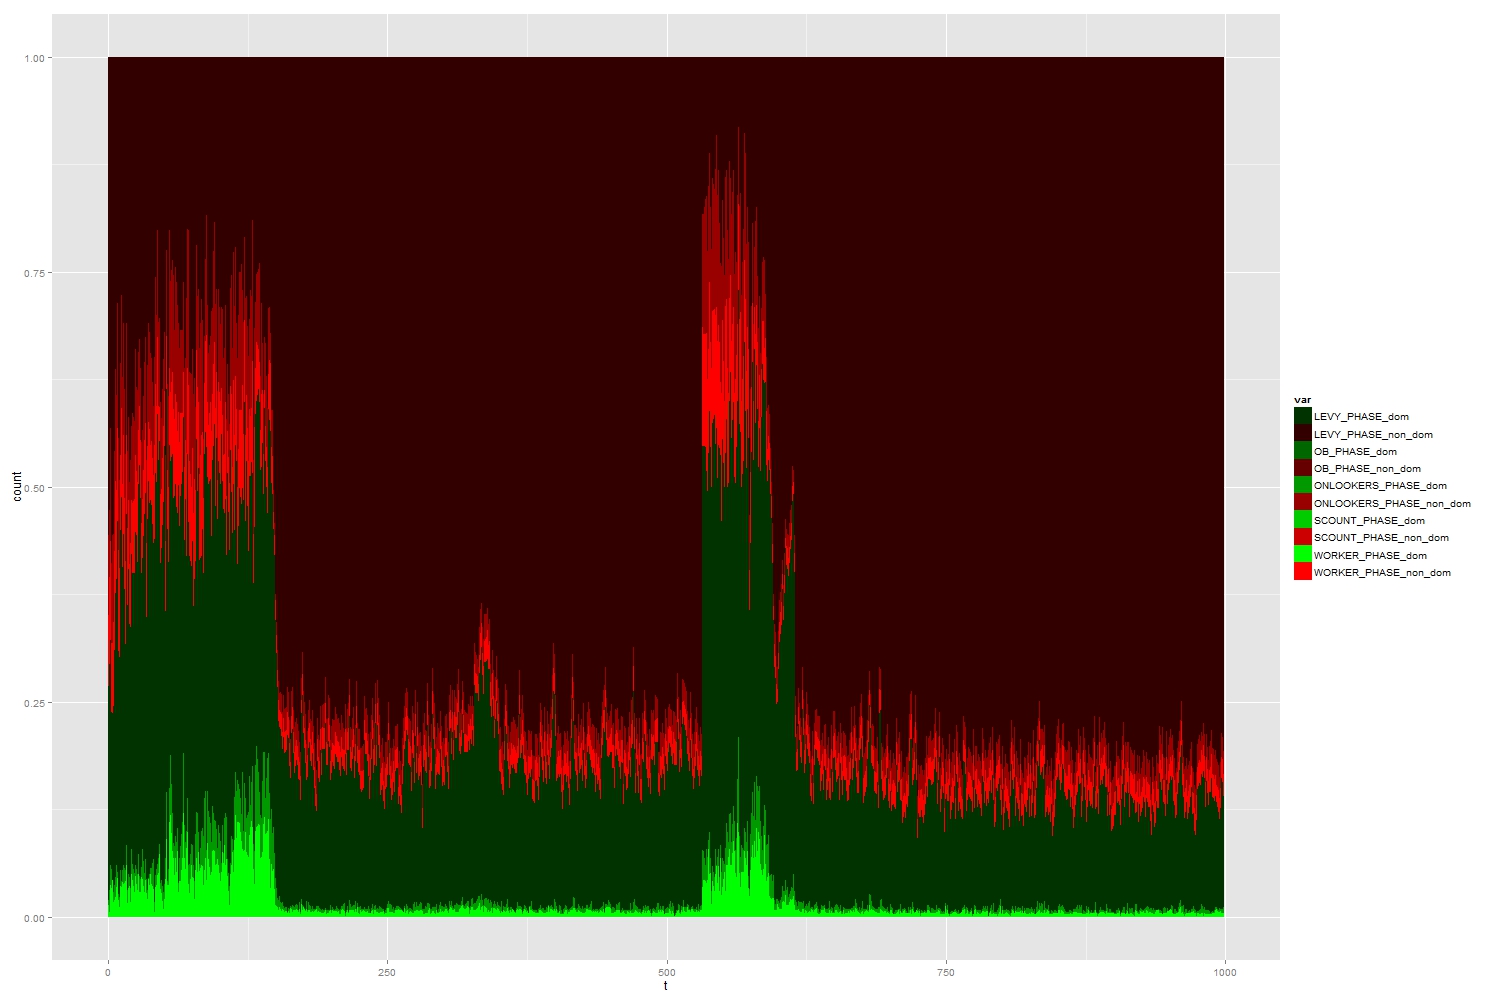 1.00
0.75
0.50
0.25
0.00
count
0
250
500
750
1000
t
var
LEVY_PHASE_dom
LEVY_PHASE_non_dom
OB_PHASE_dom
OB_PHASE_non_dom
ONLOOKERS_PHASE_dom
ONLOOKERS_PHASE_non_dom
SCOUNT_PHASE_dom
SCOUNT_PHASE_non_dom
WORKER_PHASE_dom
WORKER_PHASE_non_dom